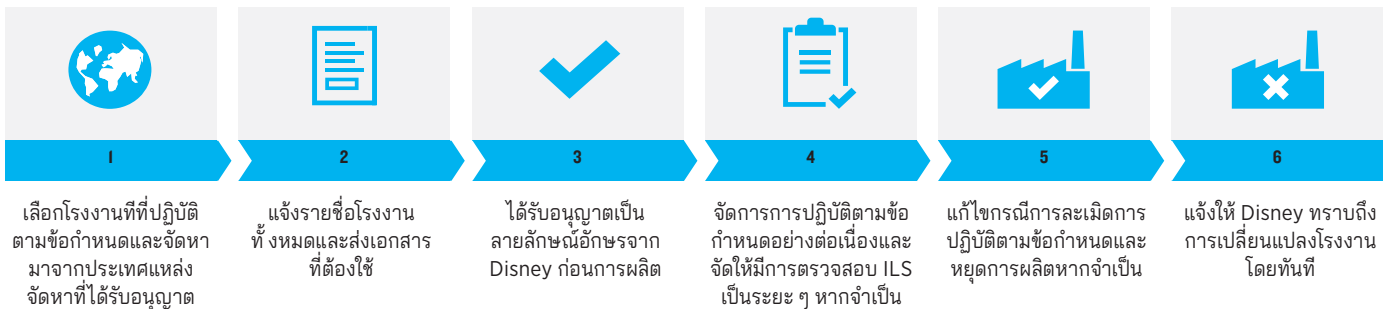 1
เลือกโรงงานทีที่ปฏิบัติ
ตามข้อกำหนดและจัดหา
มาจากประเทศแหล่ง
จัดหาที่ได้รับอนุญาต
2
แจ้งรายชื่อโรงงาน
ทั้ งหมดและส่งเอกสาร
ที่ต้องใช้
3
ได้รับอนุญาตเป็น
ลายลักษณ์อักษรจาก
Disney ก่อนการผลิต
4
จัดการการปฏิบัติตามข้อ
กำหนดอย่างต่อเนื่องและ
จัดให้มีการตรวจสอบ ILS
เป็นระยะ ๆ หากจำเป็น
5
แก้ไขกรณีการละเมิดการ
ปฏิบัติตามข้อกำหนดและ
หยุดการผลิตหากจำเป็น
6
แจ้งให้ Disney ทราบถึง
การเปลี่ยนแปลงโรงงาน
โดยทันที